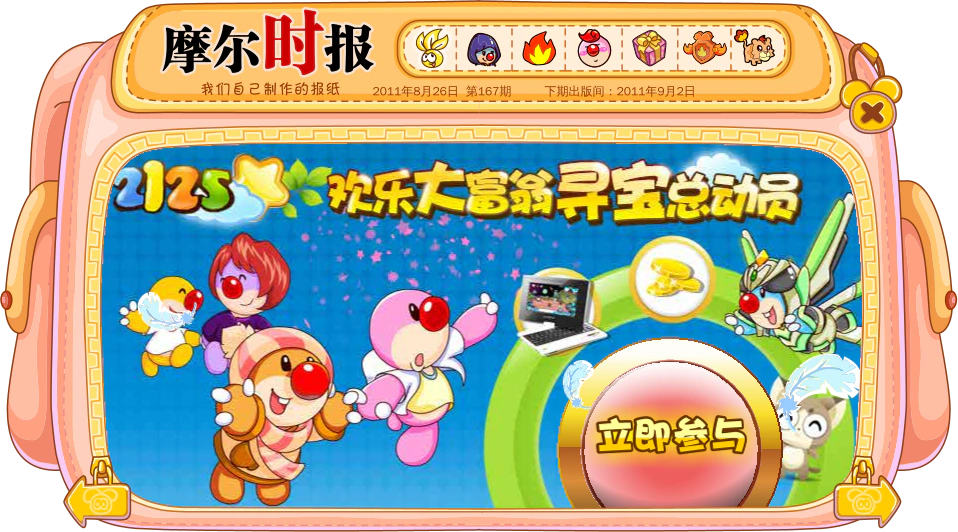 摩尔时报
我们自己制作的报纸
2011年8月26日 第167期 下期出版间：2011年9月2日
2125 欢乐大富翁寻宝总动员
立即参与